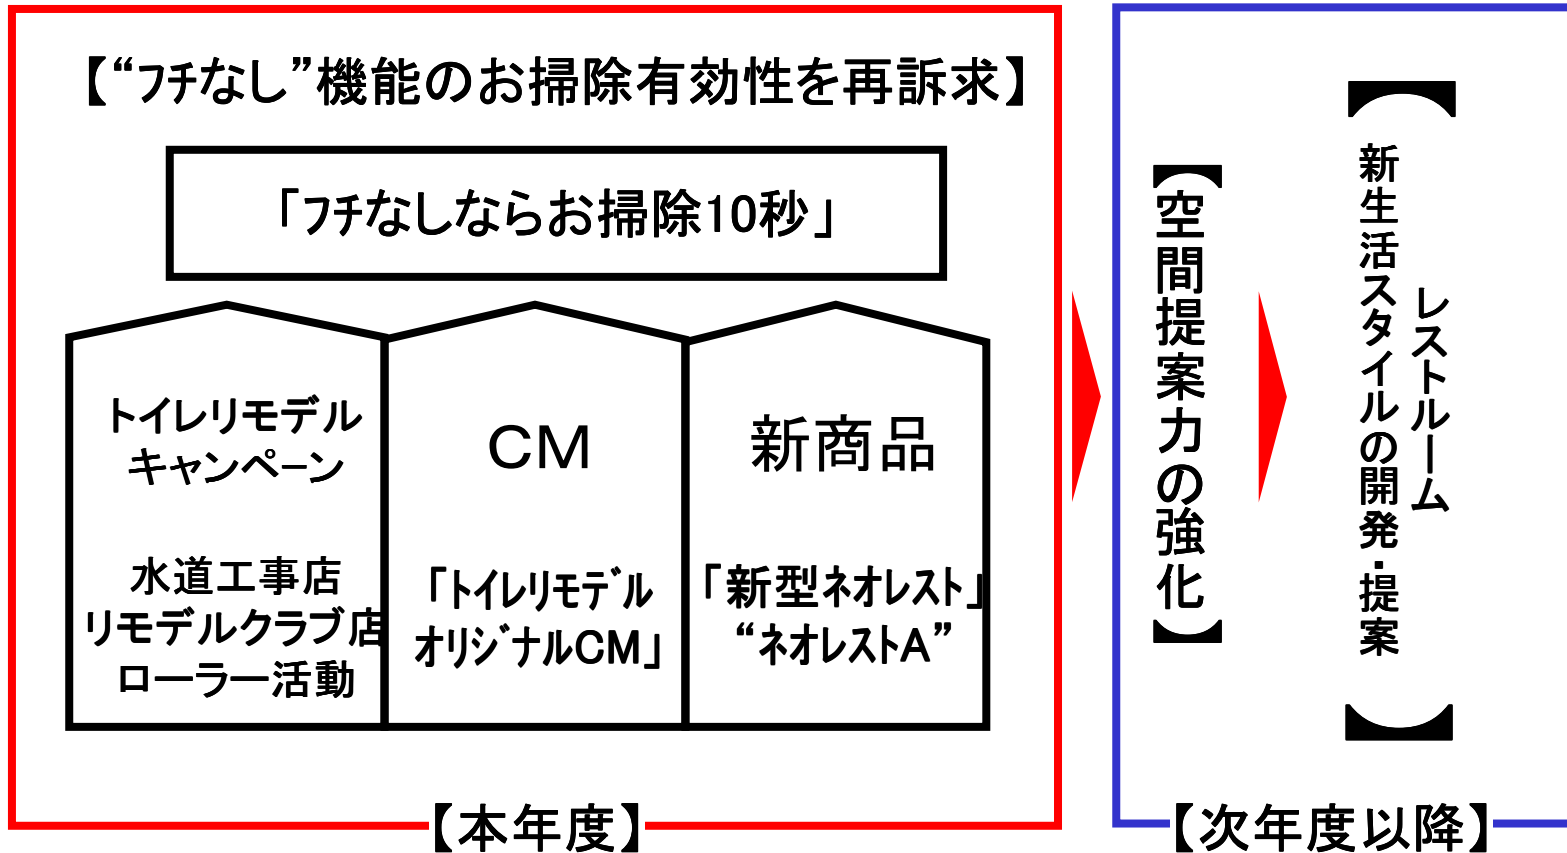 【“フチなし”機能のお掃除有効性を再訴求】
「フチなしならお掃除10秒」
トイレリモデル
キャンペーン
水道工事店
リモデルクラブ店
ローラー活動
CM
「トイレリモデル
オリジナルCM」
新商品
「新型ネオレスト」
“ネオレストA”
【本年度】
【空間提案力の強化】
【レストルーム
新生活スタイルの開発・提案】
【次年度以降】